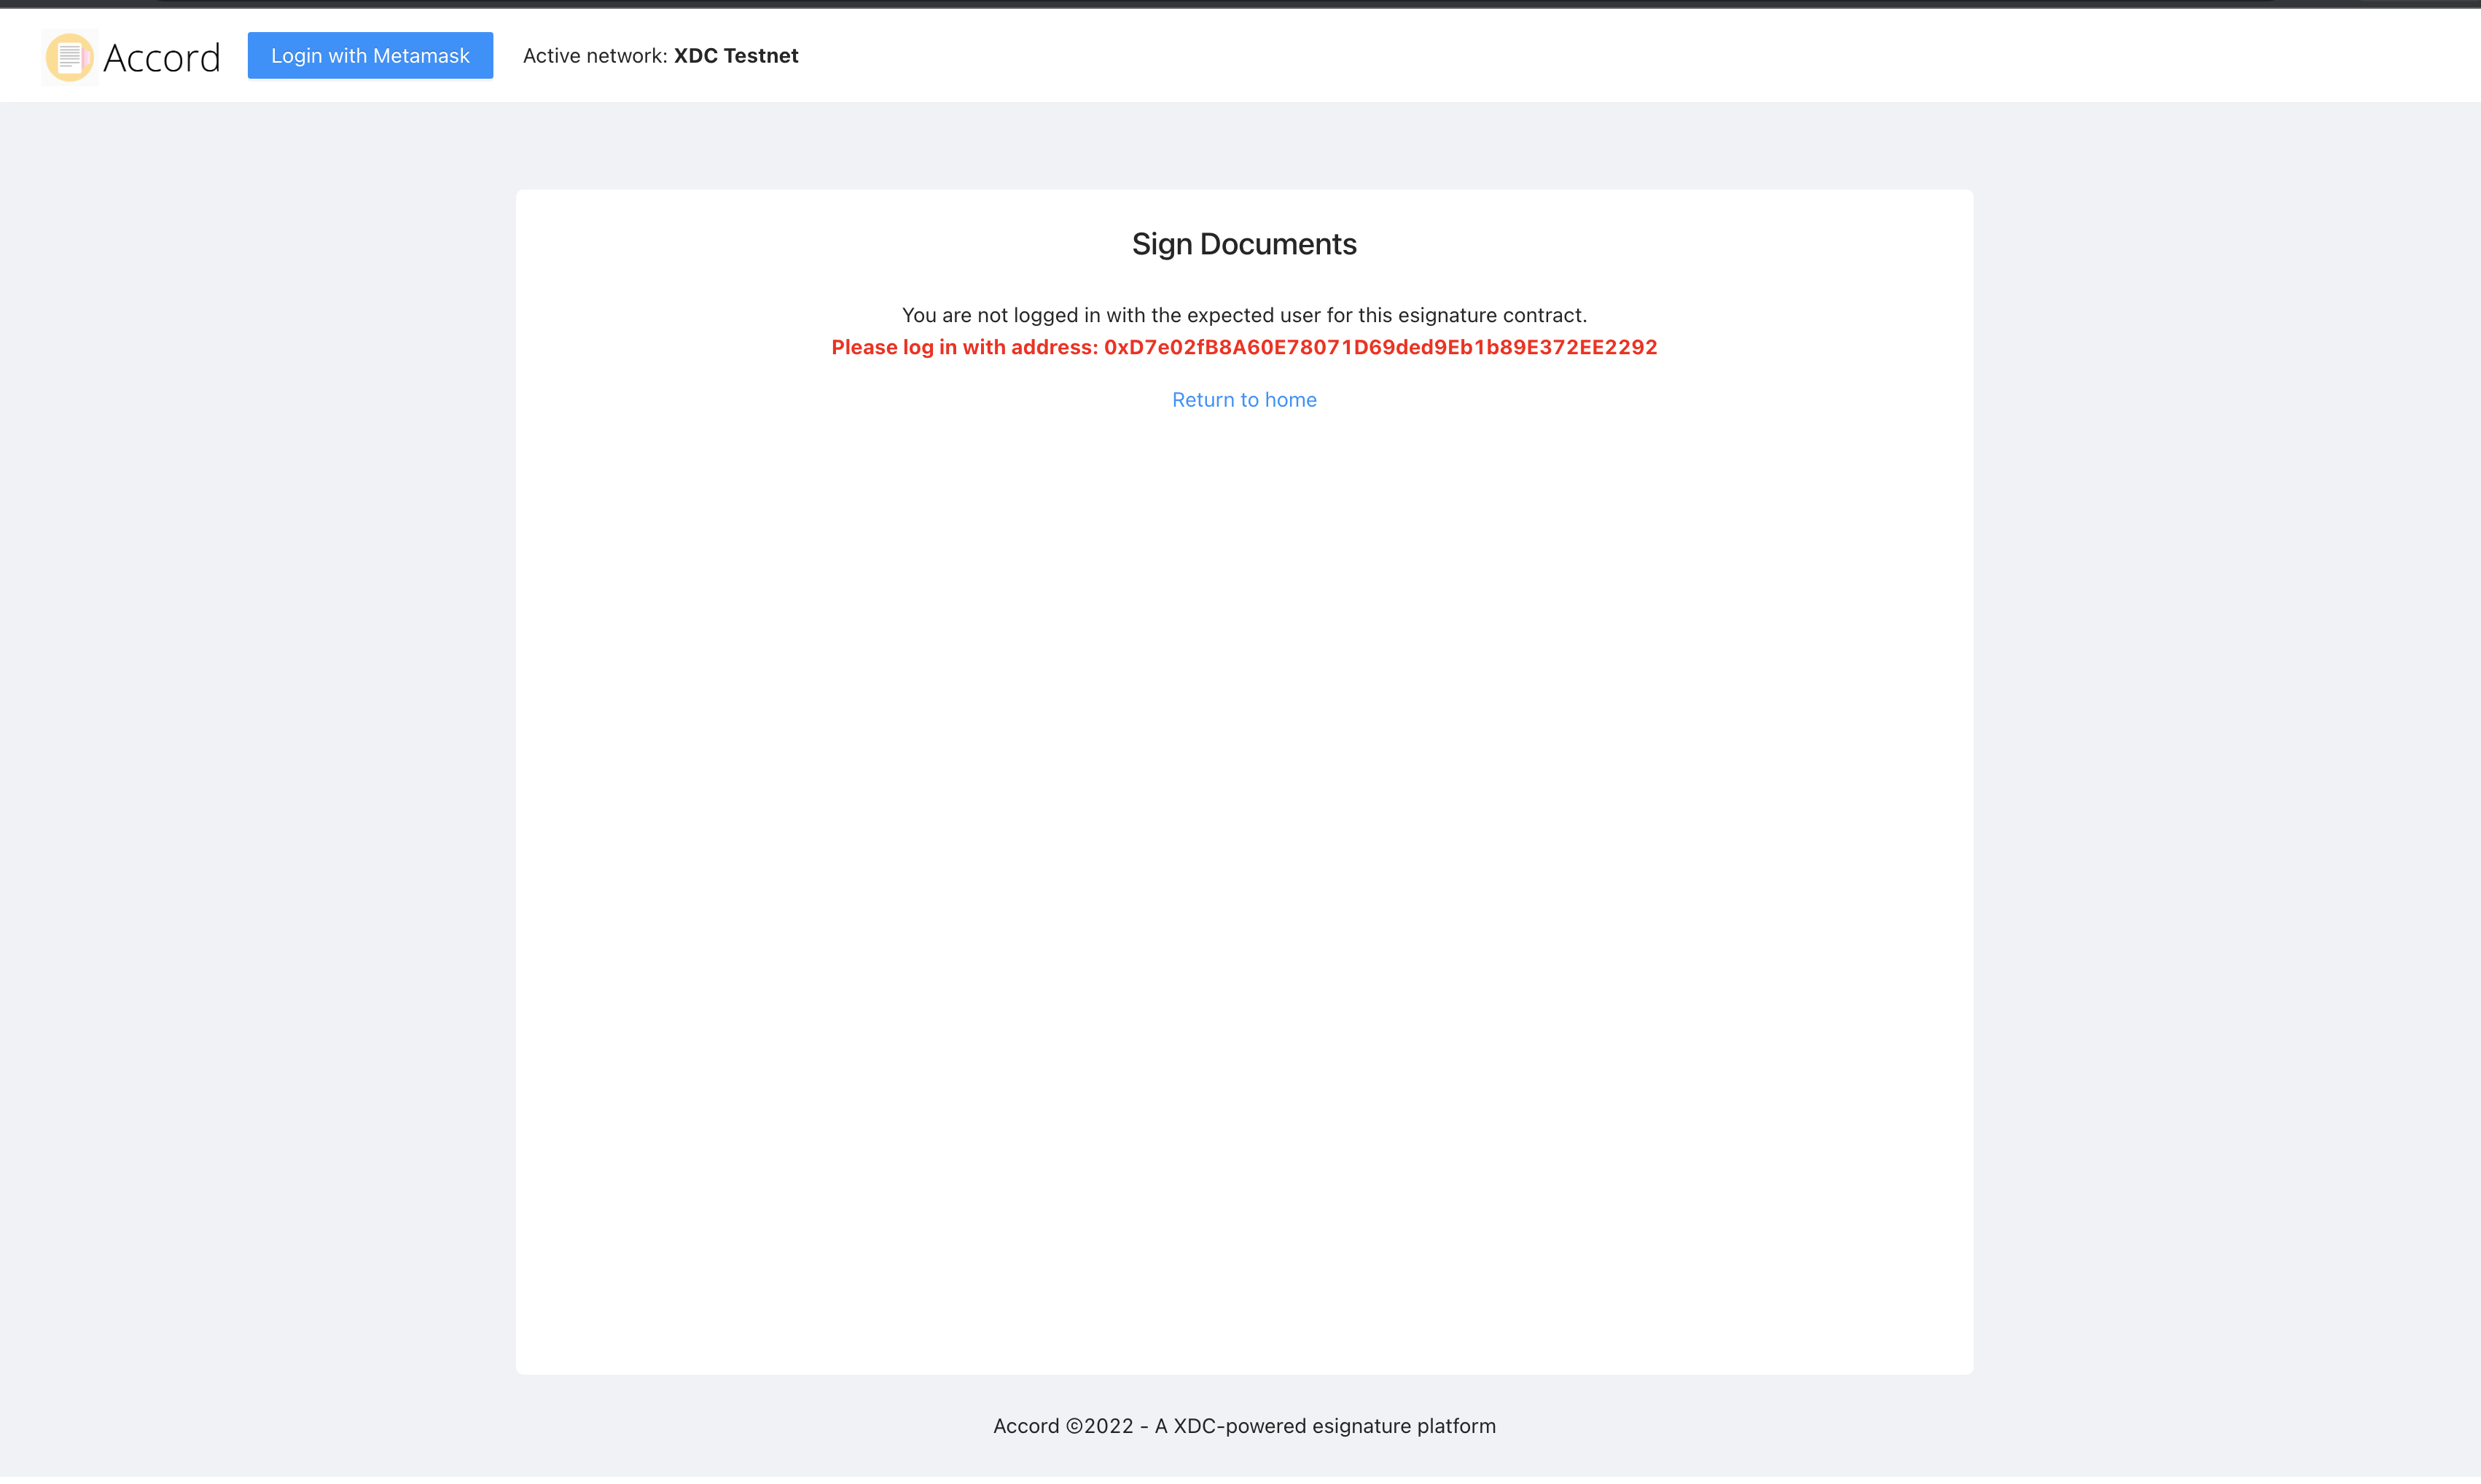 Accord
Login with Metamask
Active network: XDC Testnet
Sign Documents
You are not logged in with the expected user for this esignature contract.
Please log in with address: 0xD7e02fB8A60E78071D69ded9Eb1b89E372EE2292
Return to home
Accord ©2022 - A XDC-powered esignature platform